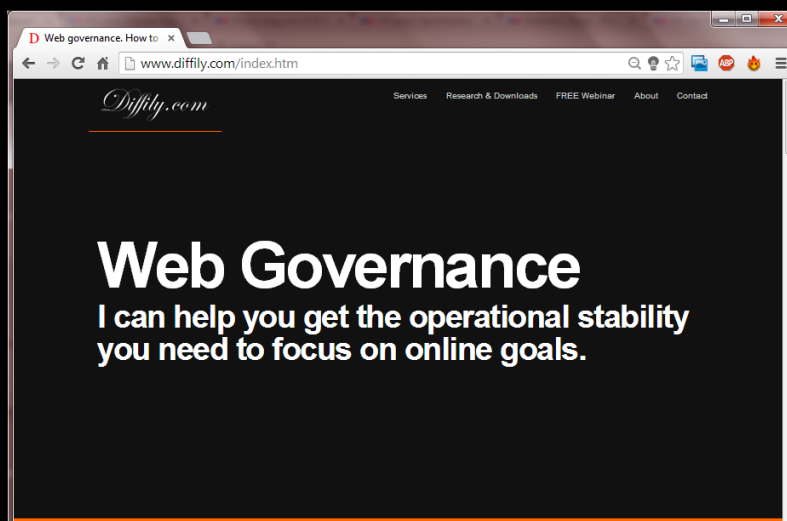 D Web governance. How to
www.diffily.com/index.htm
ABP
Diffily.com
Services Research & Downloads FREE Webinar About Contact
Web Governance
I can help you get the operational stability
you need to focus on online goals.